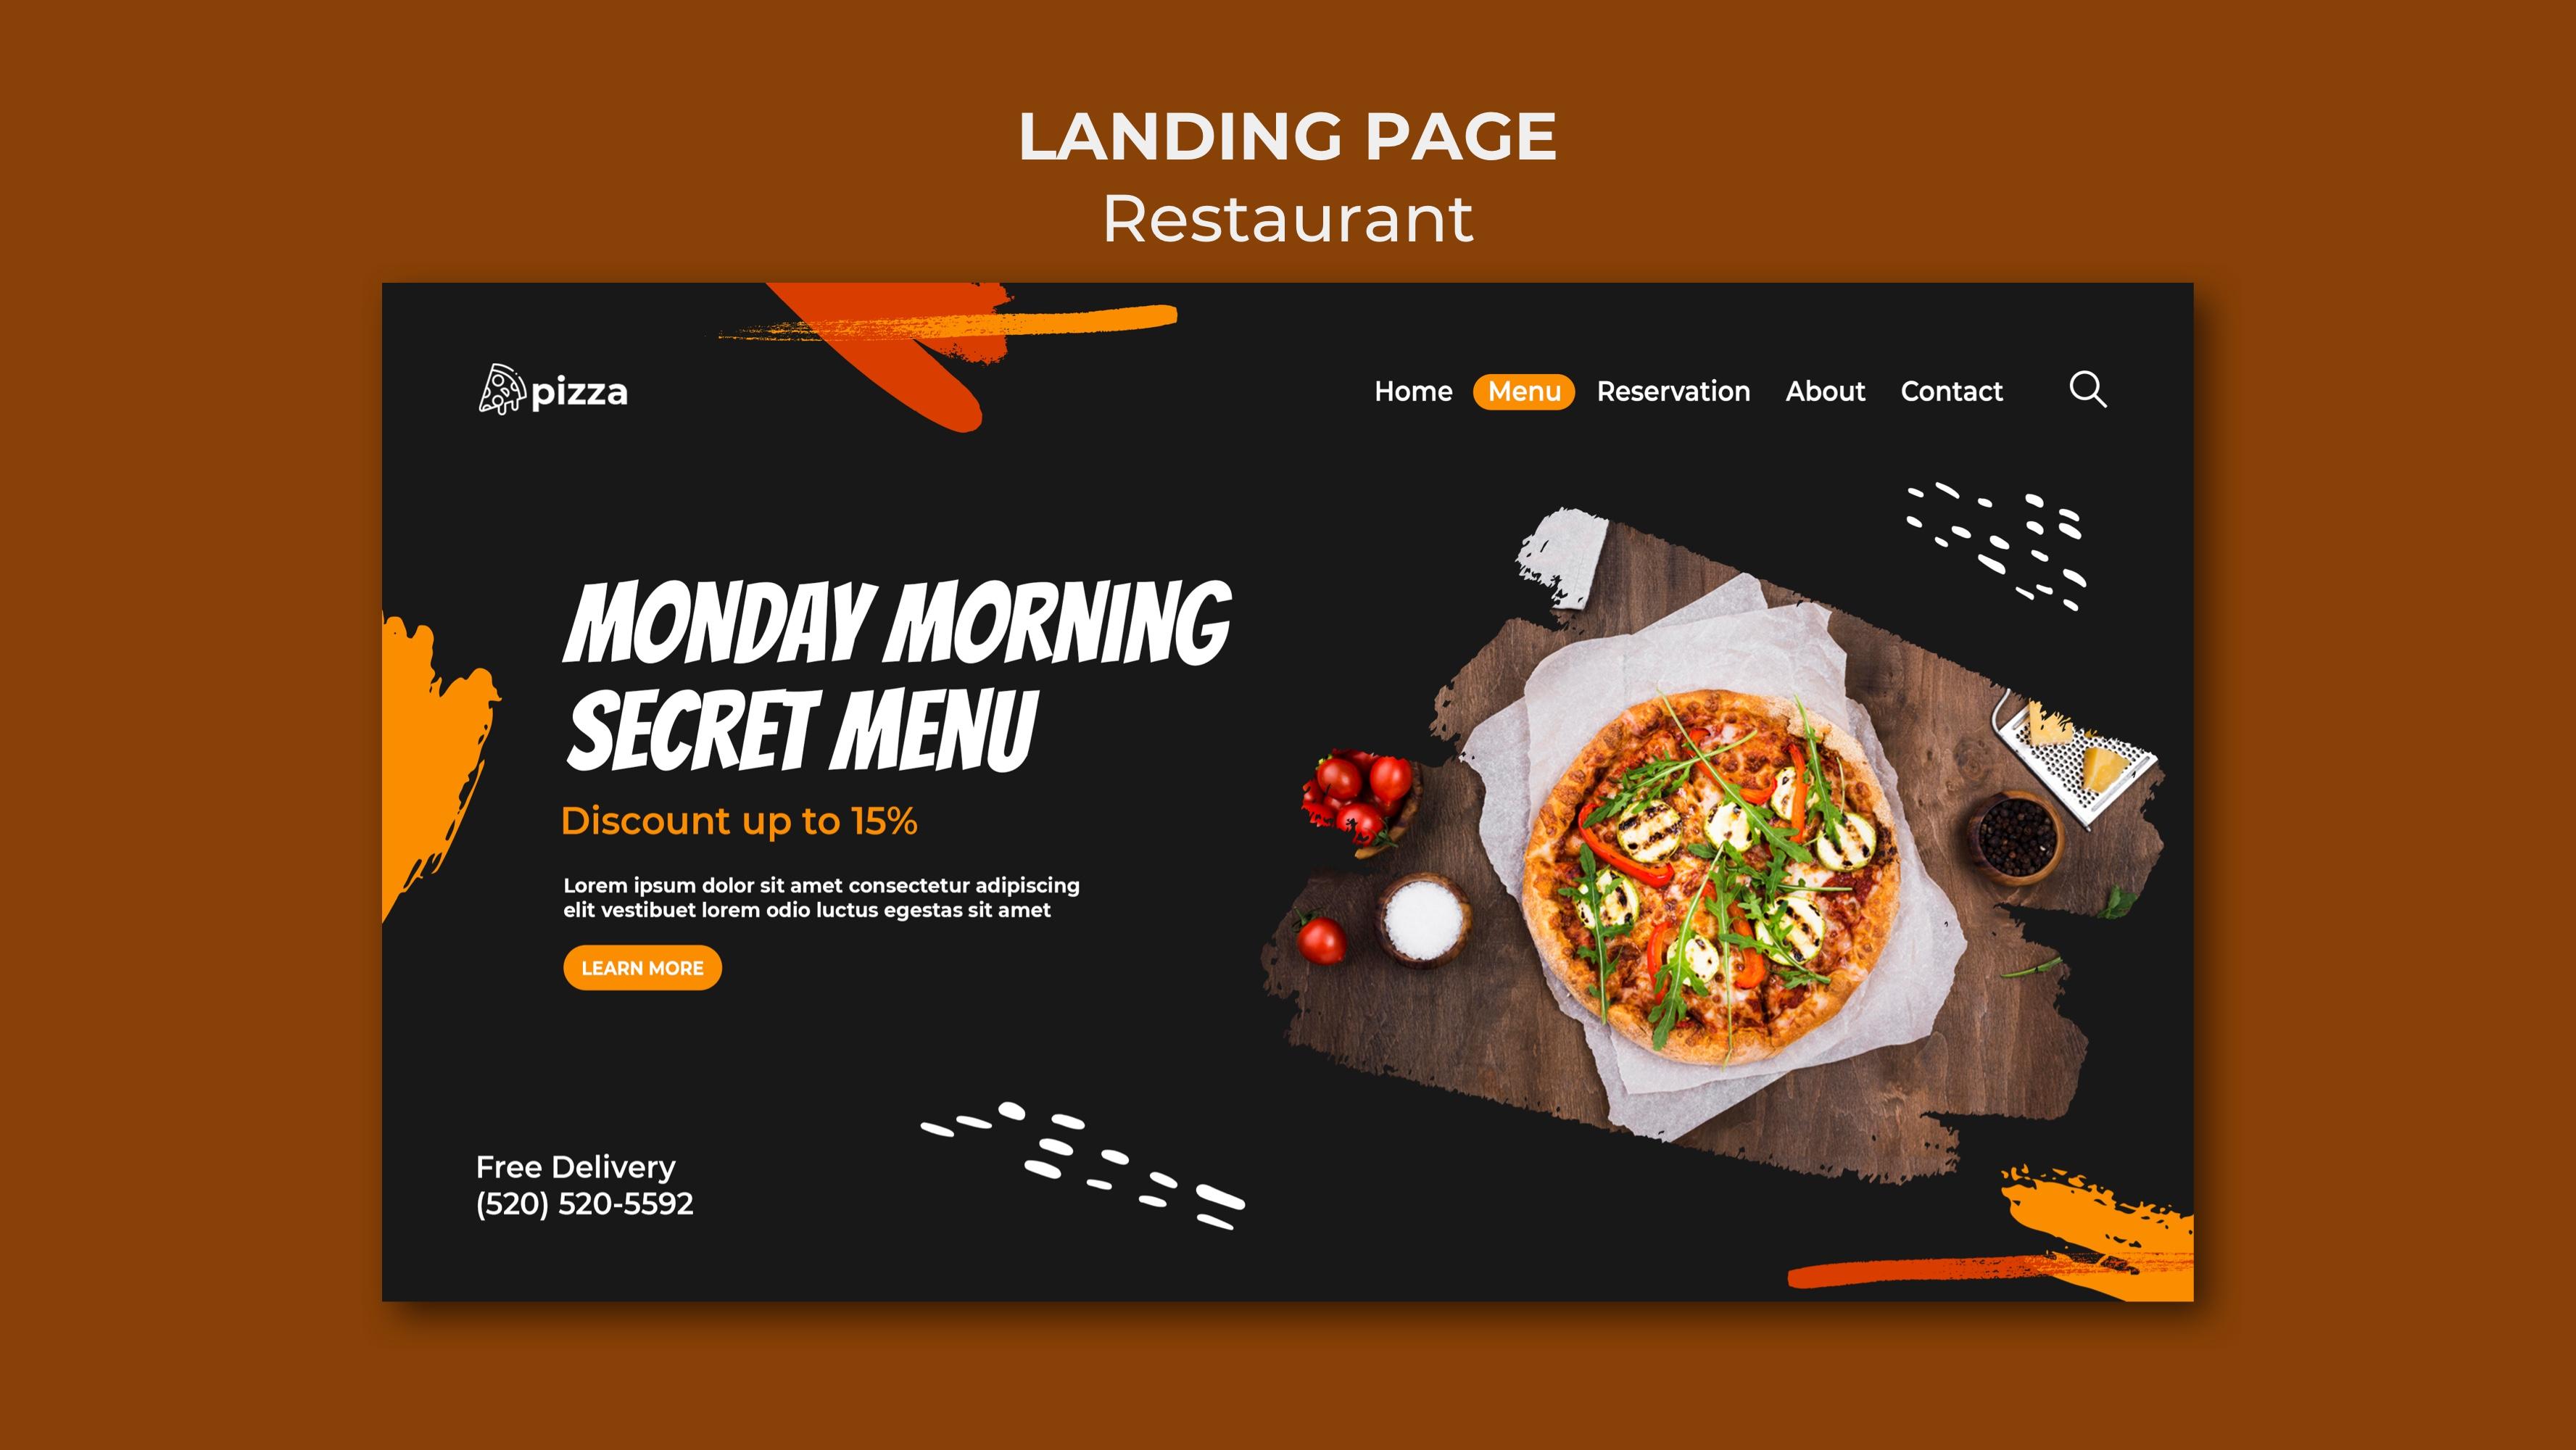 LANDING PAGE
Restaurant
pizza
Home Menu Reservation About Contact
MONDAY MORNING
SECRET MENU
Discount up to 15%
Lorem ipsum dolor sit amet consectetur adipiscing
elit vestibuet lorem odio luctus egestas sit amet
LEARN MORE
Free Delivery
(520) 520-5592